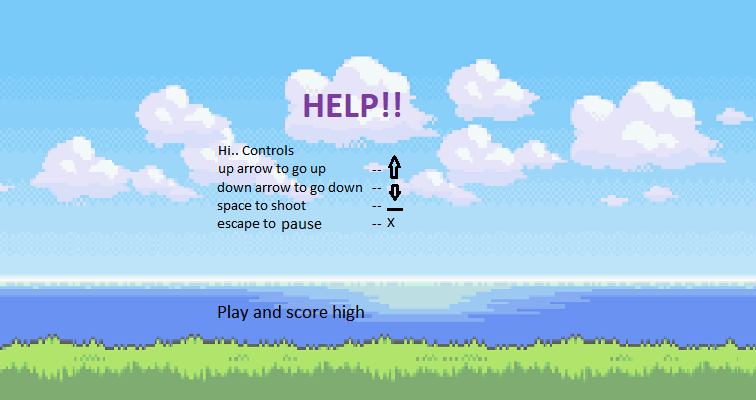 HELP!!
Hi.. Controls
up arrow to go up -- ⇧
down arrow to go down -- ⇩
space to shoot -- _
escape to pause -- X
Play and score high